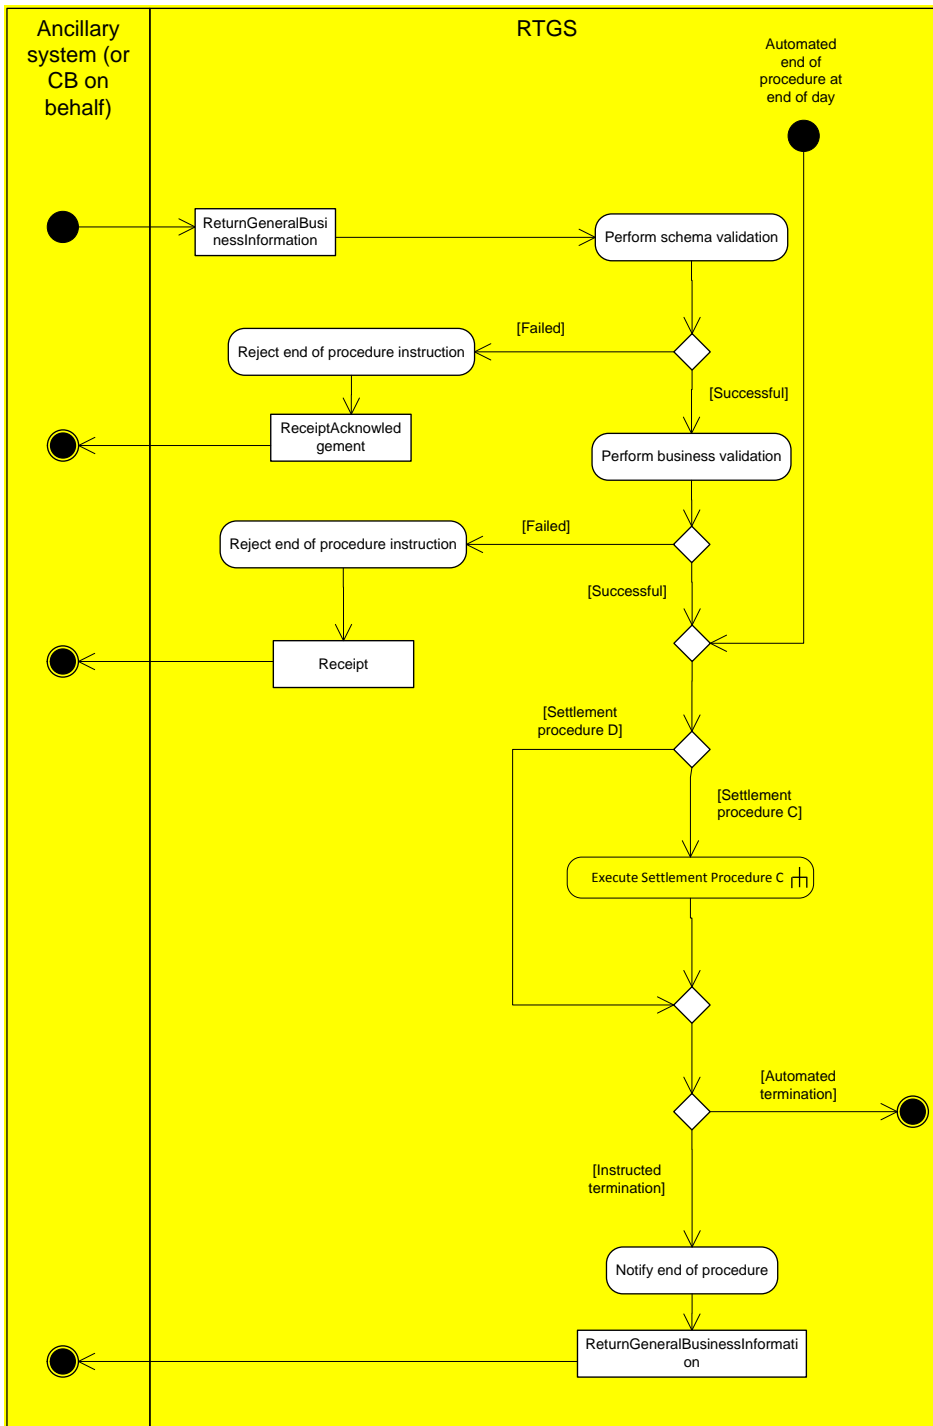 Ancillary
system (or
CB on
behalf)
RTGS
Automated
end of
procedure at
end of day
ReturnGeneralBusi
nessInformation
Perform schema validation
[Failed]
Reject end of procedure instruction
[Successful]
ReceiptAcknowled
gement
Perform business validation
[Failed]
Reject end of procedure instruction
[Successful]
Receipt
[Settlement
procedure D]
[Settlement
procedure C]
Execute Settlement Procedure C
[Automated
termination]
[Instructed
termination]
Notify end of procedure
ReturnGeneralBusinessInformati
on